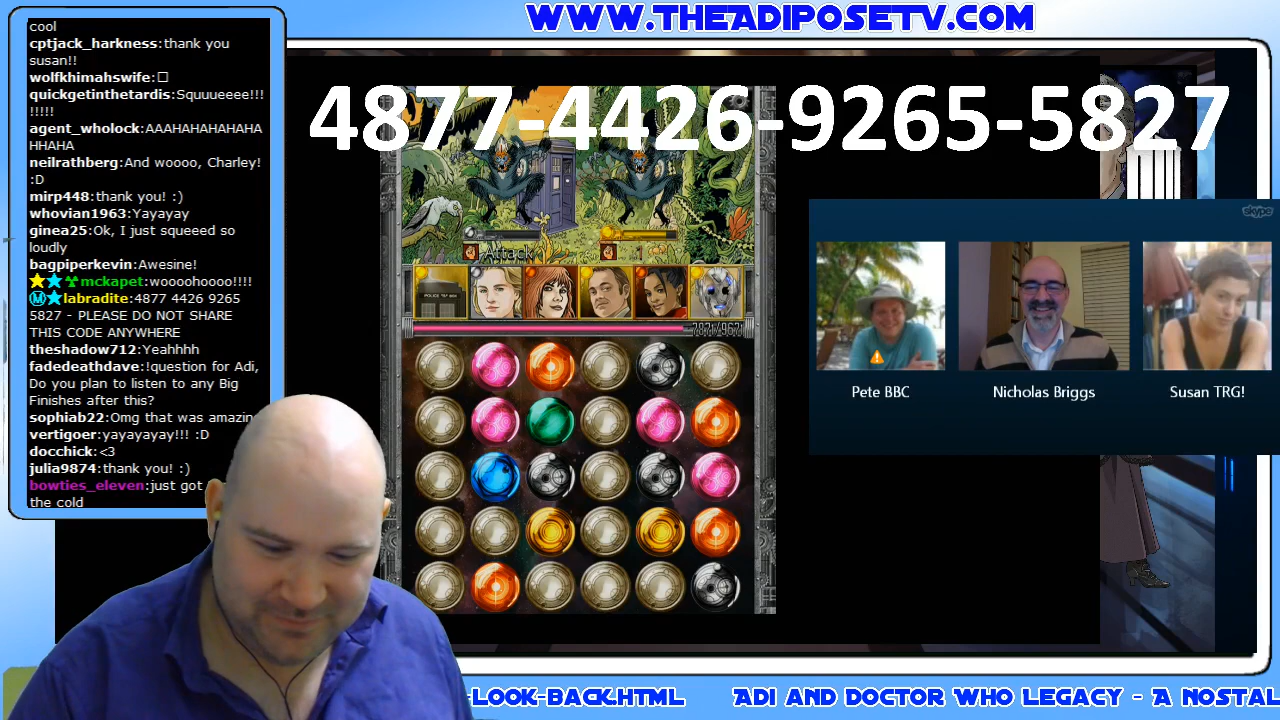 WWW.THEADIPOSETV.COM
cool
cptjack_harkness:thank you
susan!!
wolfkhimahswife:□
quickgetinthetardis:Squuueeee!!!
!!!!!
agent_wholock:AAAHAHAHAHAHA
HHAHA
neilrathberg:And woooo, Charley!
:D
mirp448:thank you! :)
whovian1963:Yayayay
ginea25:Ok, I just squeeed so
loudly
bagpiperkevin:Awesine!
mckapet:woooohoooo!!!!
labradite:4877 4426 9265
5827 - PLEASE DO NOT SHARE
THIS CODE ANYWHERE
theshadow712:Yeahhhh
fadedeathdave:!question for Adi,
Do you plan to listen to any Big
Finishes after this?
sophiab22:Omg that was amazing
vertigoer:yayayayay!!! :D
docchick:<3
julia9874:thank you! :)
bowties_eleven:just got
the cold
4877-4426-9265-5827
Attack
POLICE BOX
skype
Pete BBC
Nicholas Briggs
Susan TRG!
-LOOK-BACK.HTML ADI AND DOCTOR WHO LEGACY - A NOSTAL